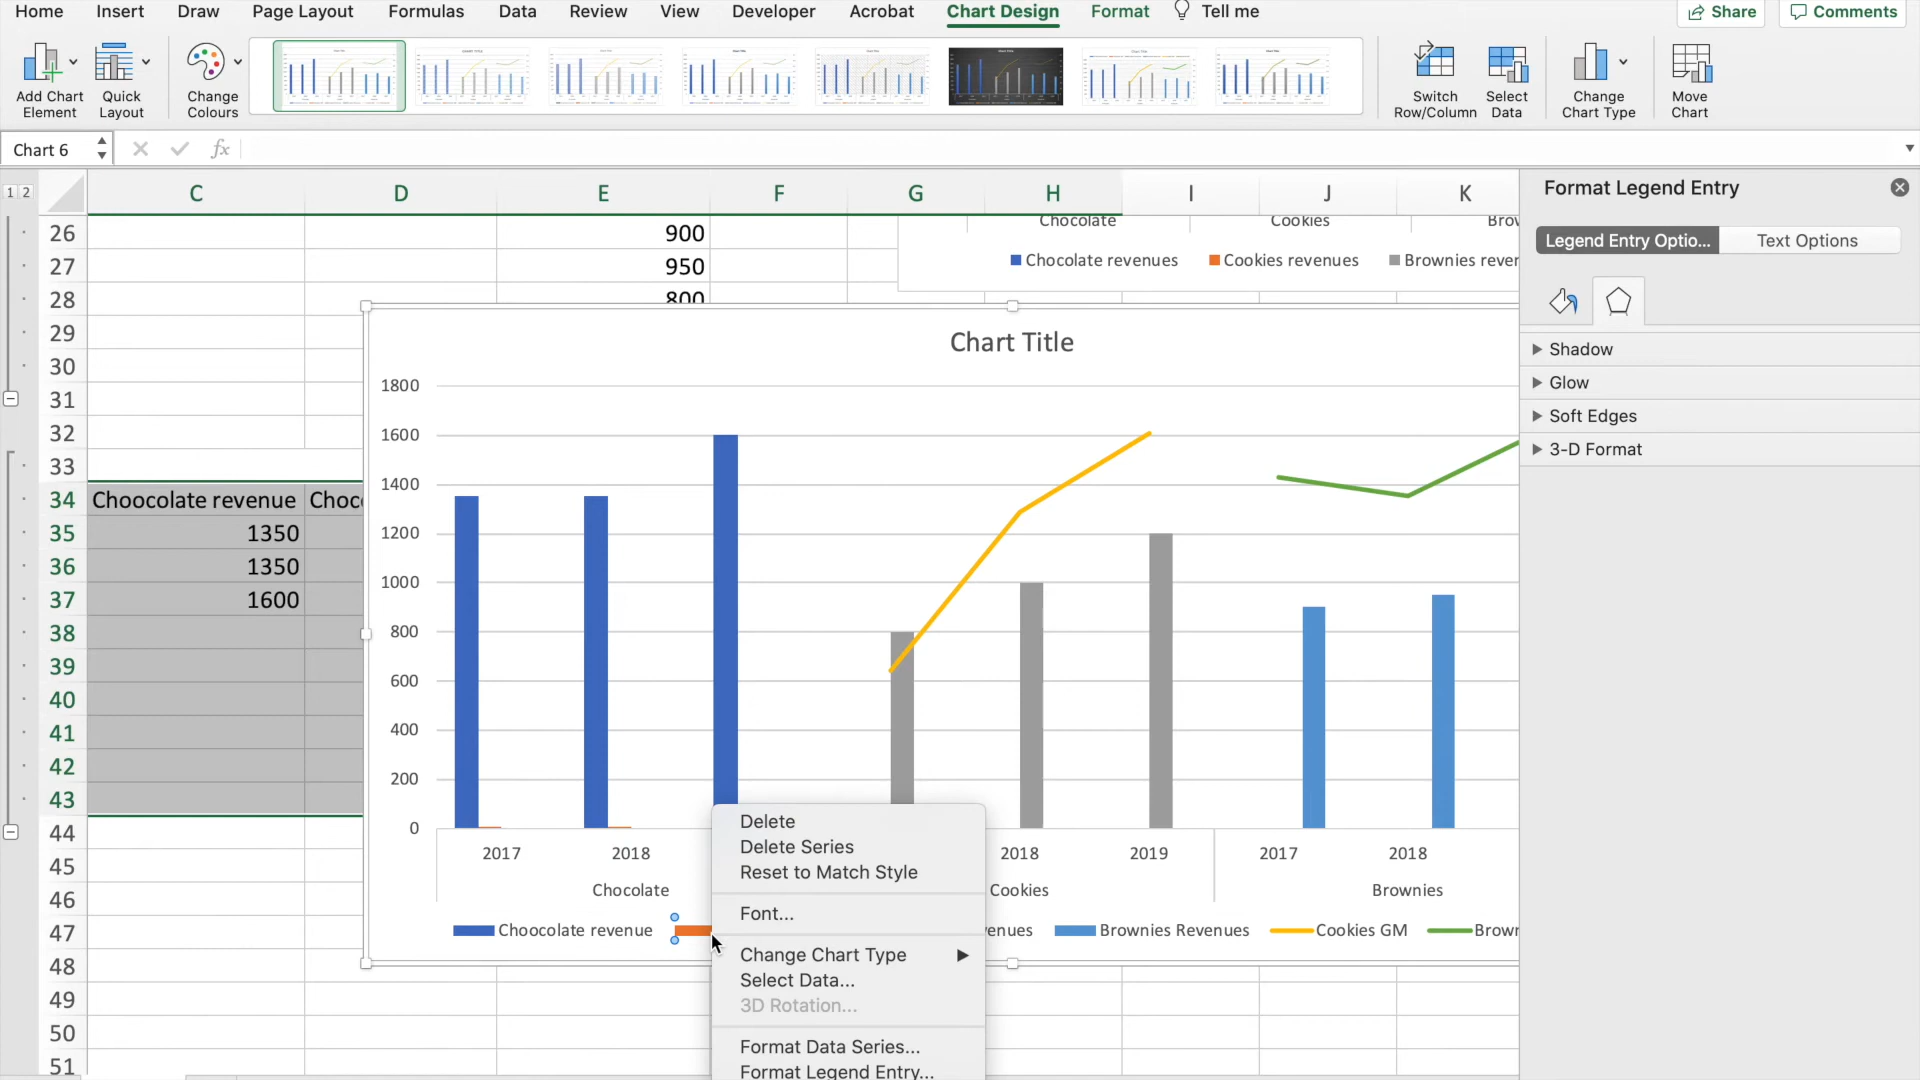 Home Insert Draw Page Layout Formulas Data Review View Developer Acrobat Chart Design Format Tell me Share Comments
Add Chart Element
Quick Layout
Change Colours
Switch Row/Column
Select Data
Change Chart Type
Move Chart
Chart 6 fx
1 2 C D E F G H I J K
26 900
27 950
28 800
29
30
31
32
33
34 Choocolate revenue Choc
35 1350
36 1350
37 1600
38
39
40
41
42
43
44
45
46
47
48
49
50
51
Chocolate Cookies Brow
Chocolate revenues Cookies revenues Brownies reven
Chart Title
1800
1600
1400
1200
1000
800
600
400
200
0
2017 2018 2018 2019 2017 2018
Chocolate Cookies Brownies
Choocolate revenue venues Brownies Revenues Cookies GM Brown
Delete
Delete Series
Reset to Match Style
Font...
Change Chart Type
Select Data...
3D Rotation...
Format Data Series...
Format Legend Entry...
Format Legend Entry
Legend Entry Optio... Text Options
Shadow
Glow
Soft Edges
3-D Format